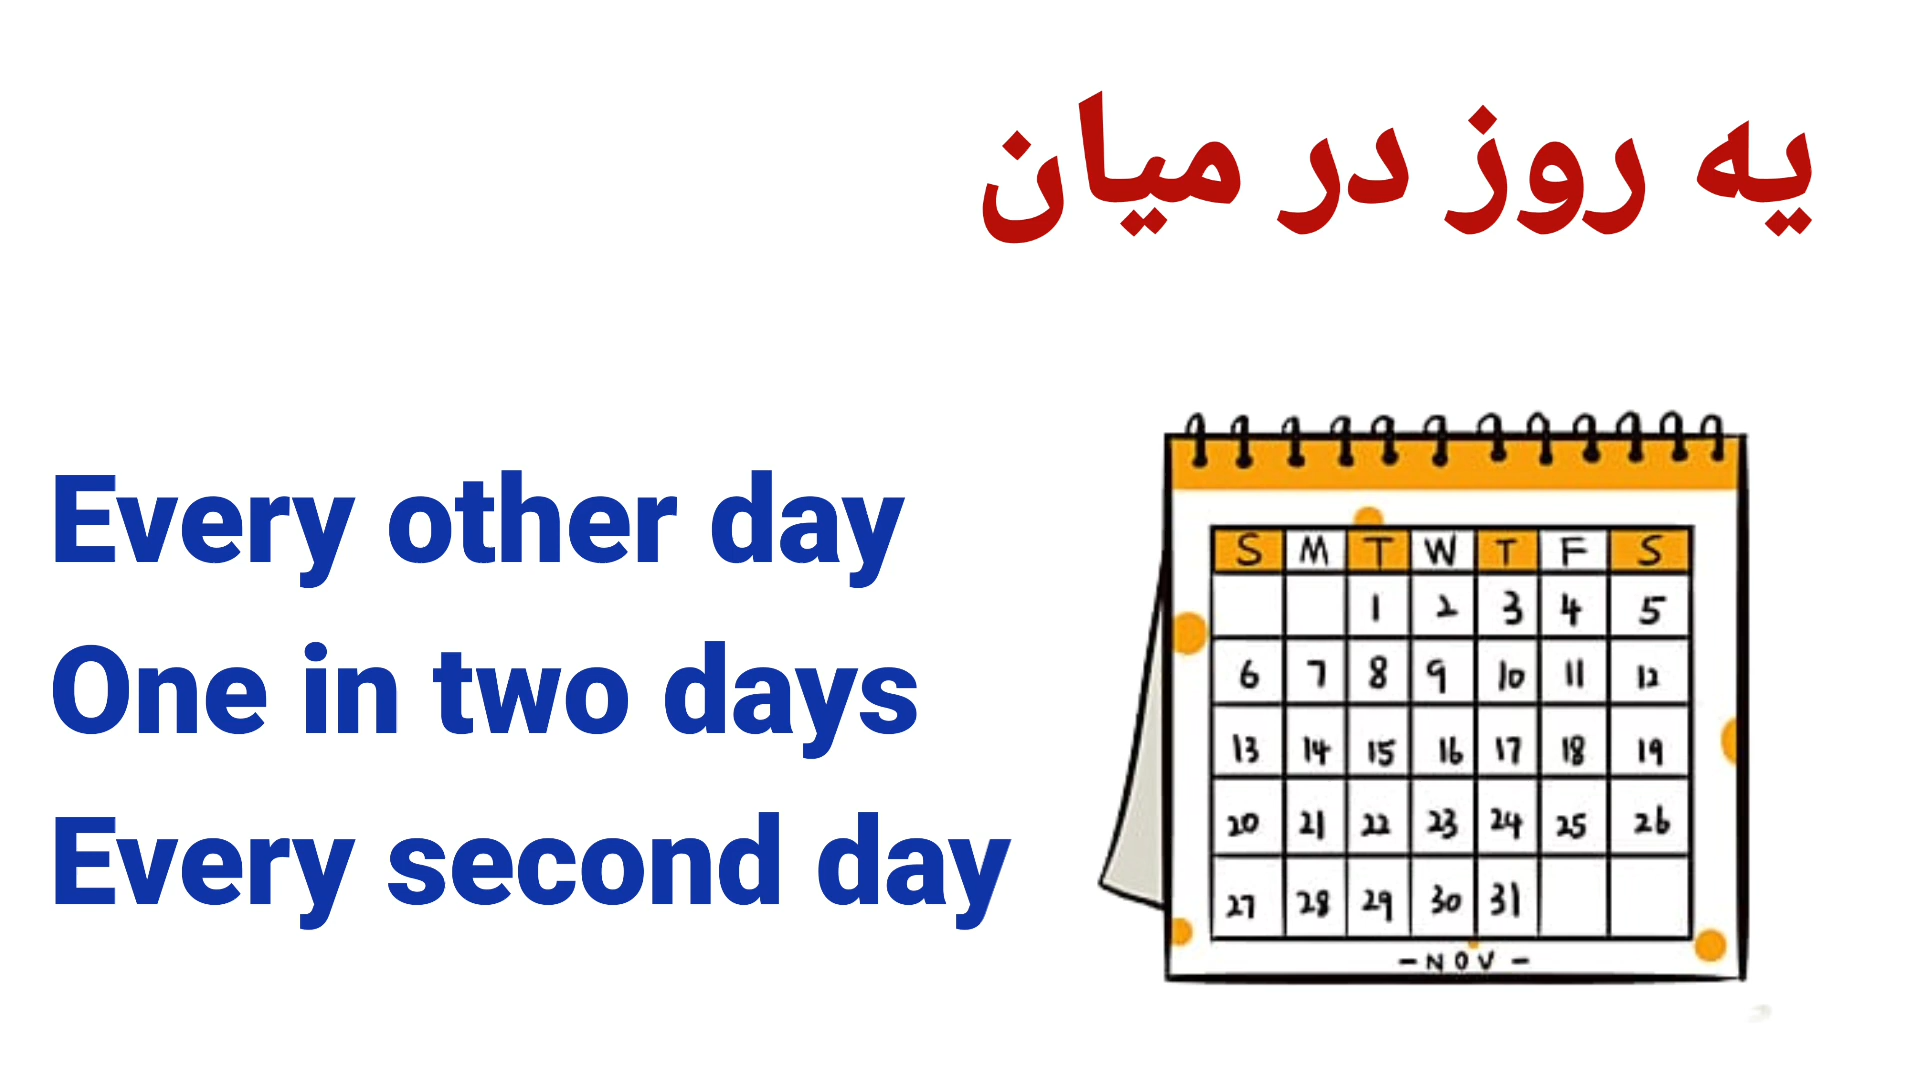 یه روز در میان
Every other day
One in two days
Every second day
S M T W T F S
1 2 3 4 5
6 7 8 9 10 11 12
13 14 15 16 17 18 19
20 21 22 23 24 25 26
27 28 29 30 31
- NOV -